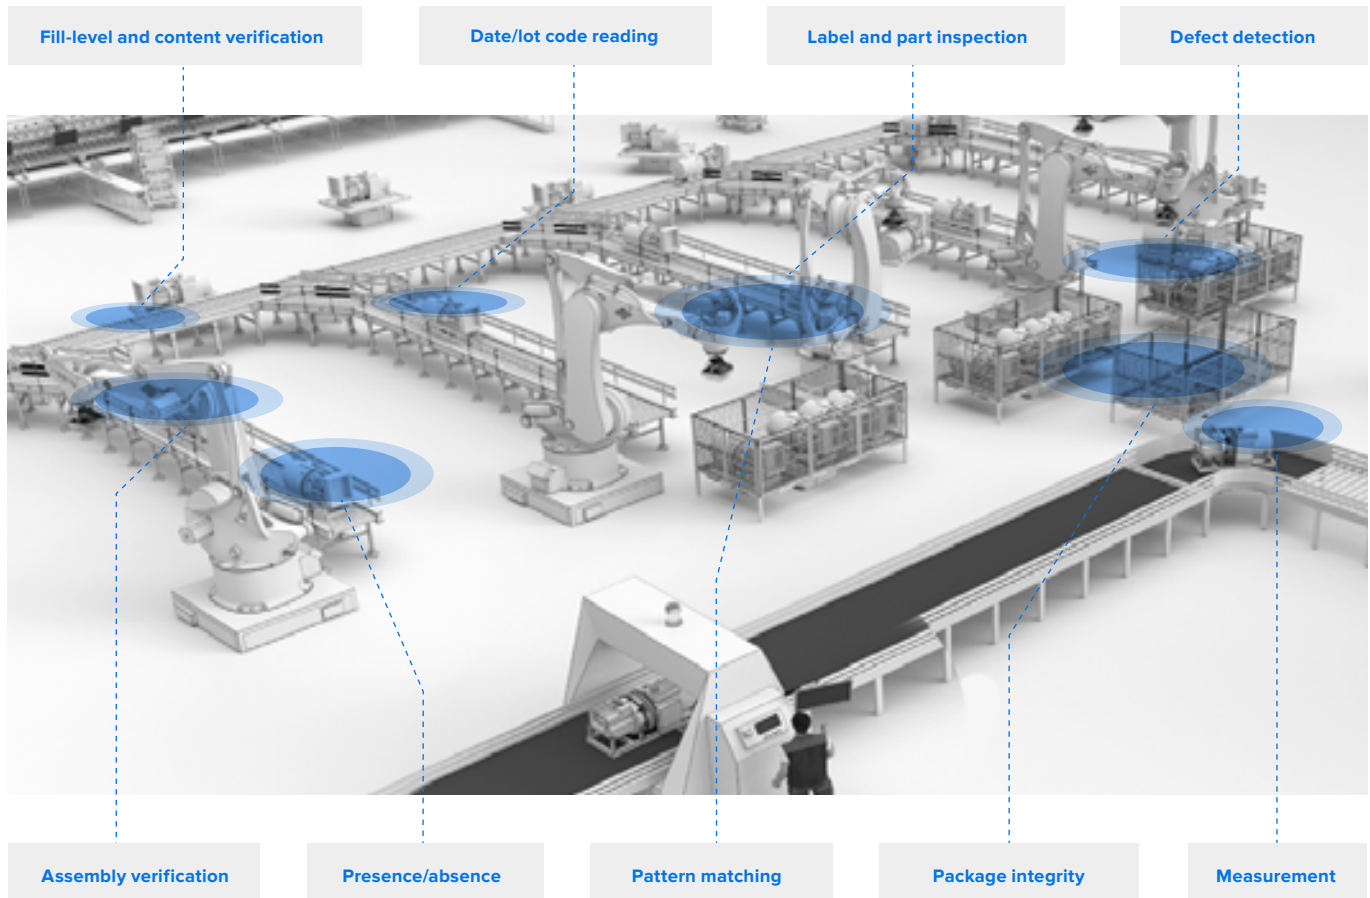 Fill-level and content verification
Date/lot code reading
Label and part inspection
Defect detection
Assembly verification
Presence/absence
Pattern matching
Package integrity
Measurement